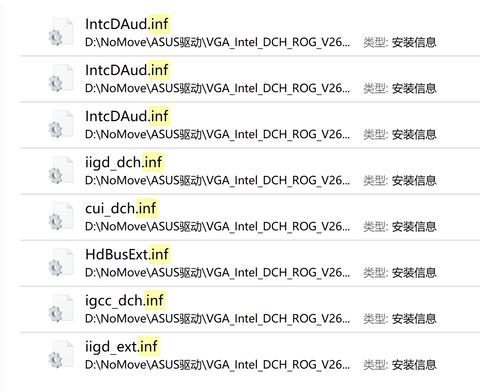 IntcDAud.inf
D:\NoMove\ASUS驱动\VGA_Intel_DCH_ROG_V26... 类型: 安装信息
IntcDAud.inf
D:\NoMove\ASUS驱动\VGA_Intel_DCH_ROG_V26... 类型: 安装信息
IntcDAud.inf
D:\NoMove\ASUS驱动\VGA_Intel_DCH_ROG_V26... 类型: 安装信息
iigd_dch.inf
D:\NoMove\ASUS驱动\VGA_Intel_DCH_ROG_V26... 类型: 安装信息
cui_dch.inf
D:\NoMove\ASUS驱动\VGA_Intel_DCH_ROG_V26... 类型: 安装信息
HdBusExt.inf
D:\NoMove\ASUS驱动\VGA_Intel_DCH_ROG_V26... 类型: 安装信息
igcc_dch.inf
D:\NoMove\ASUS驱动\VGA_Intel_DCH_ROG_V26... 类型: 安装信息
iigd_ext.inf
D:\NoMove\ASUS驱动\VGA_Intel_DCH_ROG_V26... 类型: 安装信息